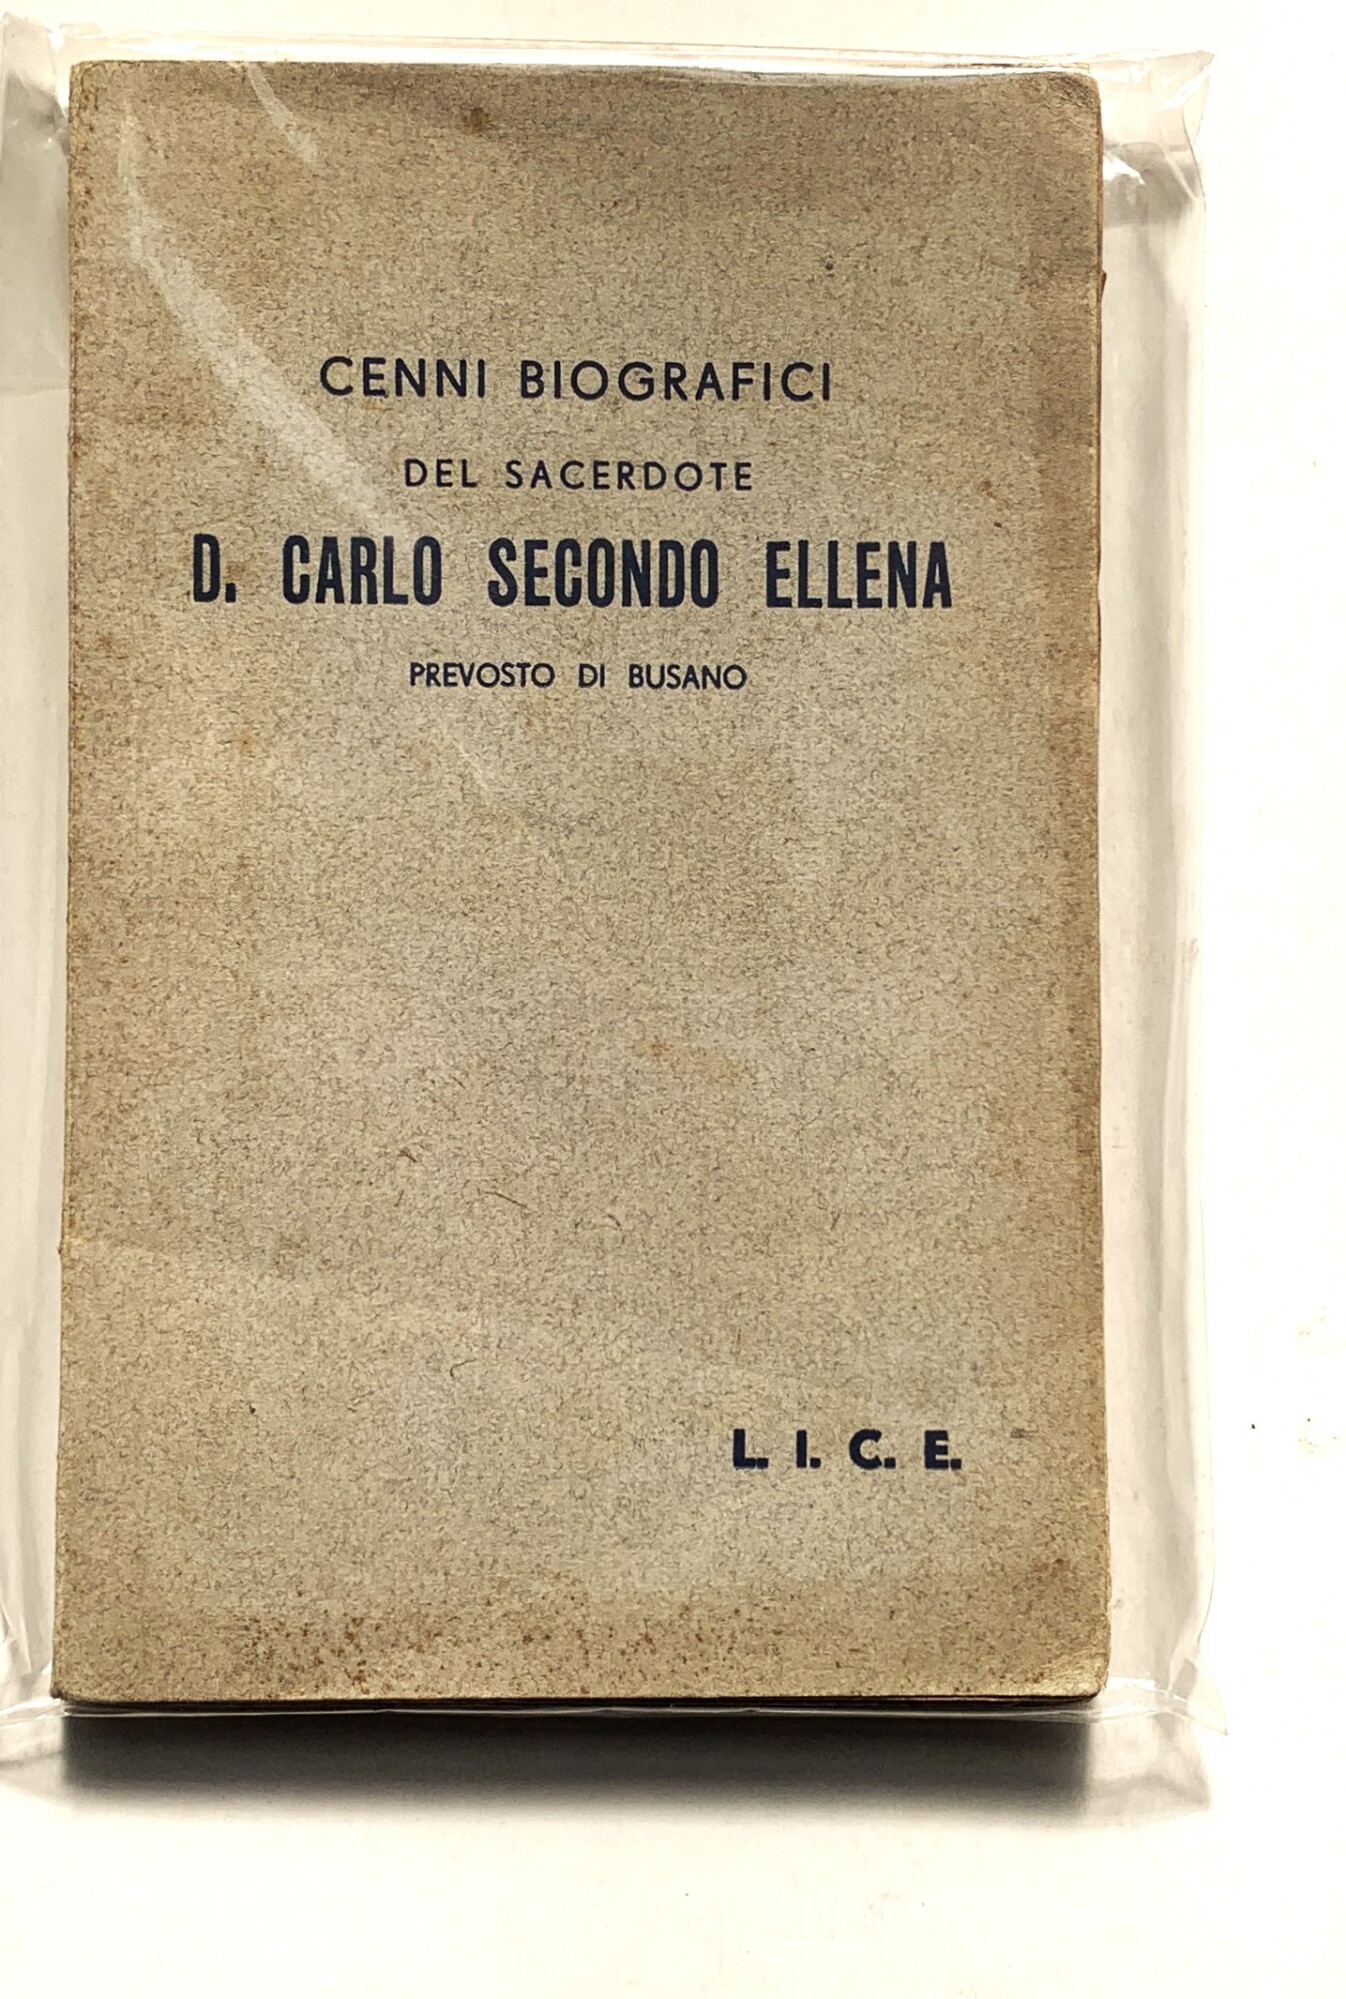 CENNI BIOGRAFICI
DEL SACERDOTE
D. CARLO SECONDO ELLENA
PREVOSTO DI BUSANO
L. I. C. E.